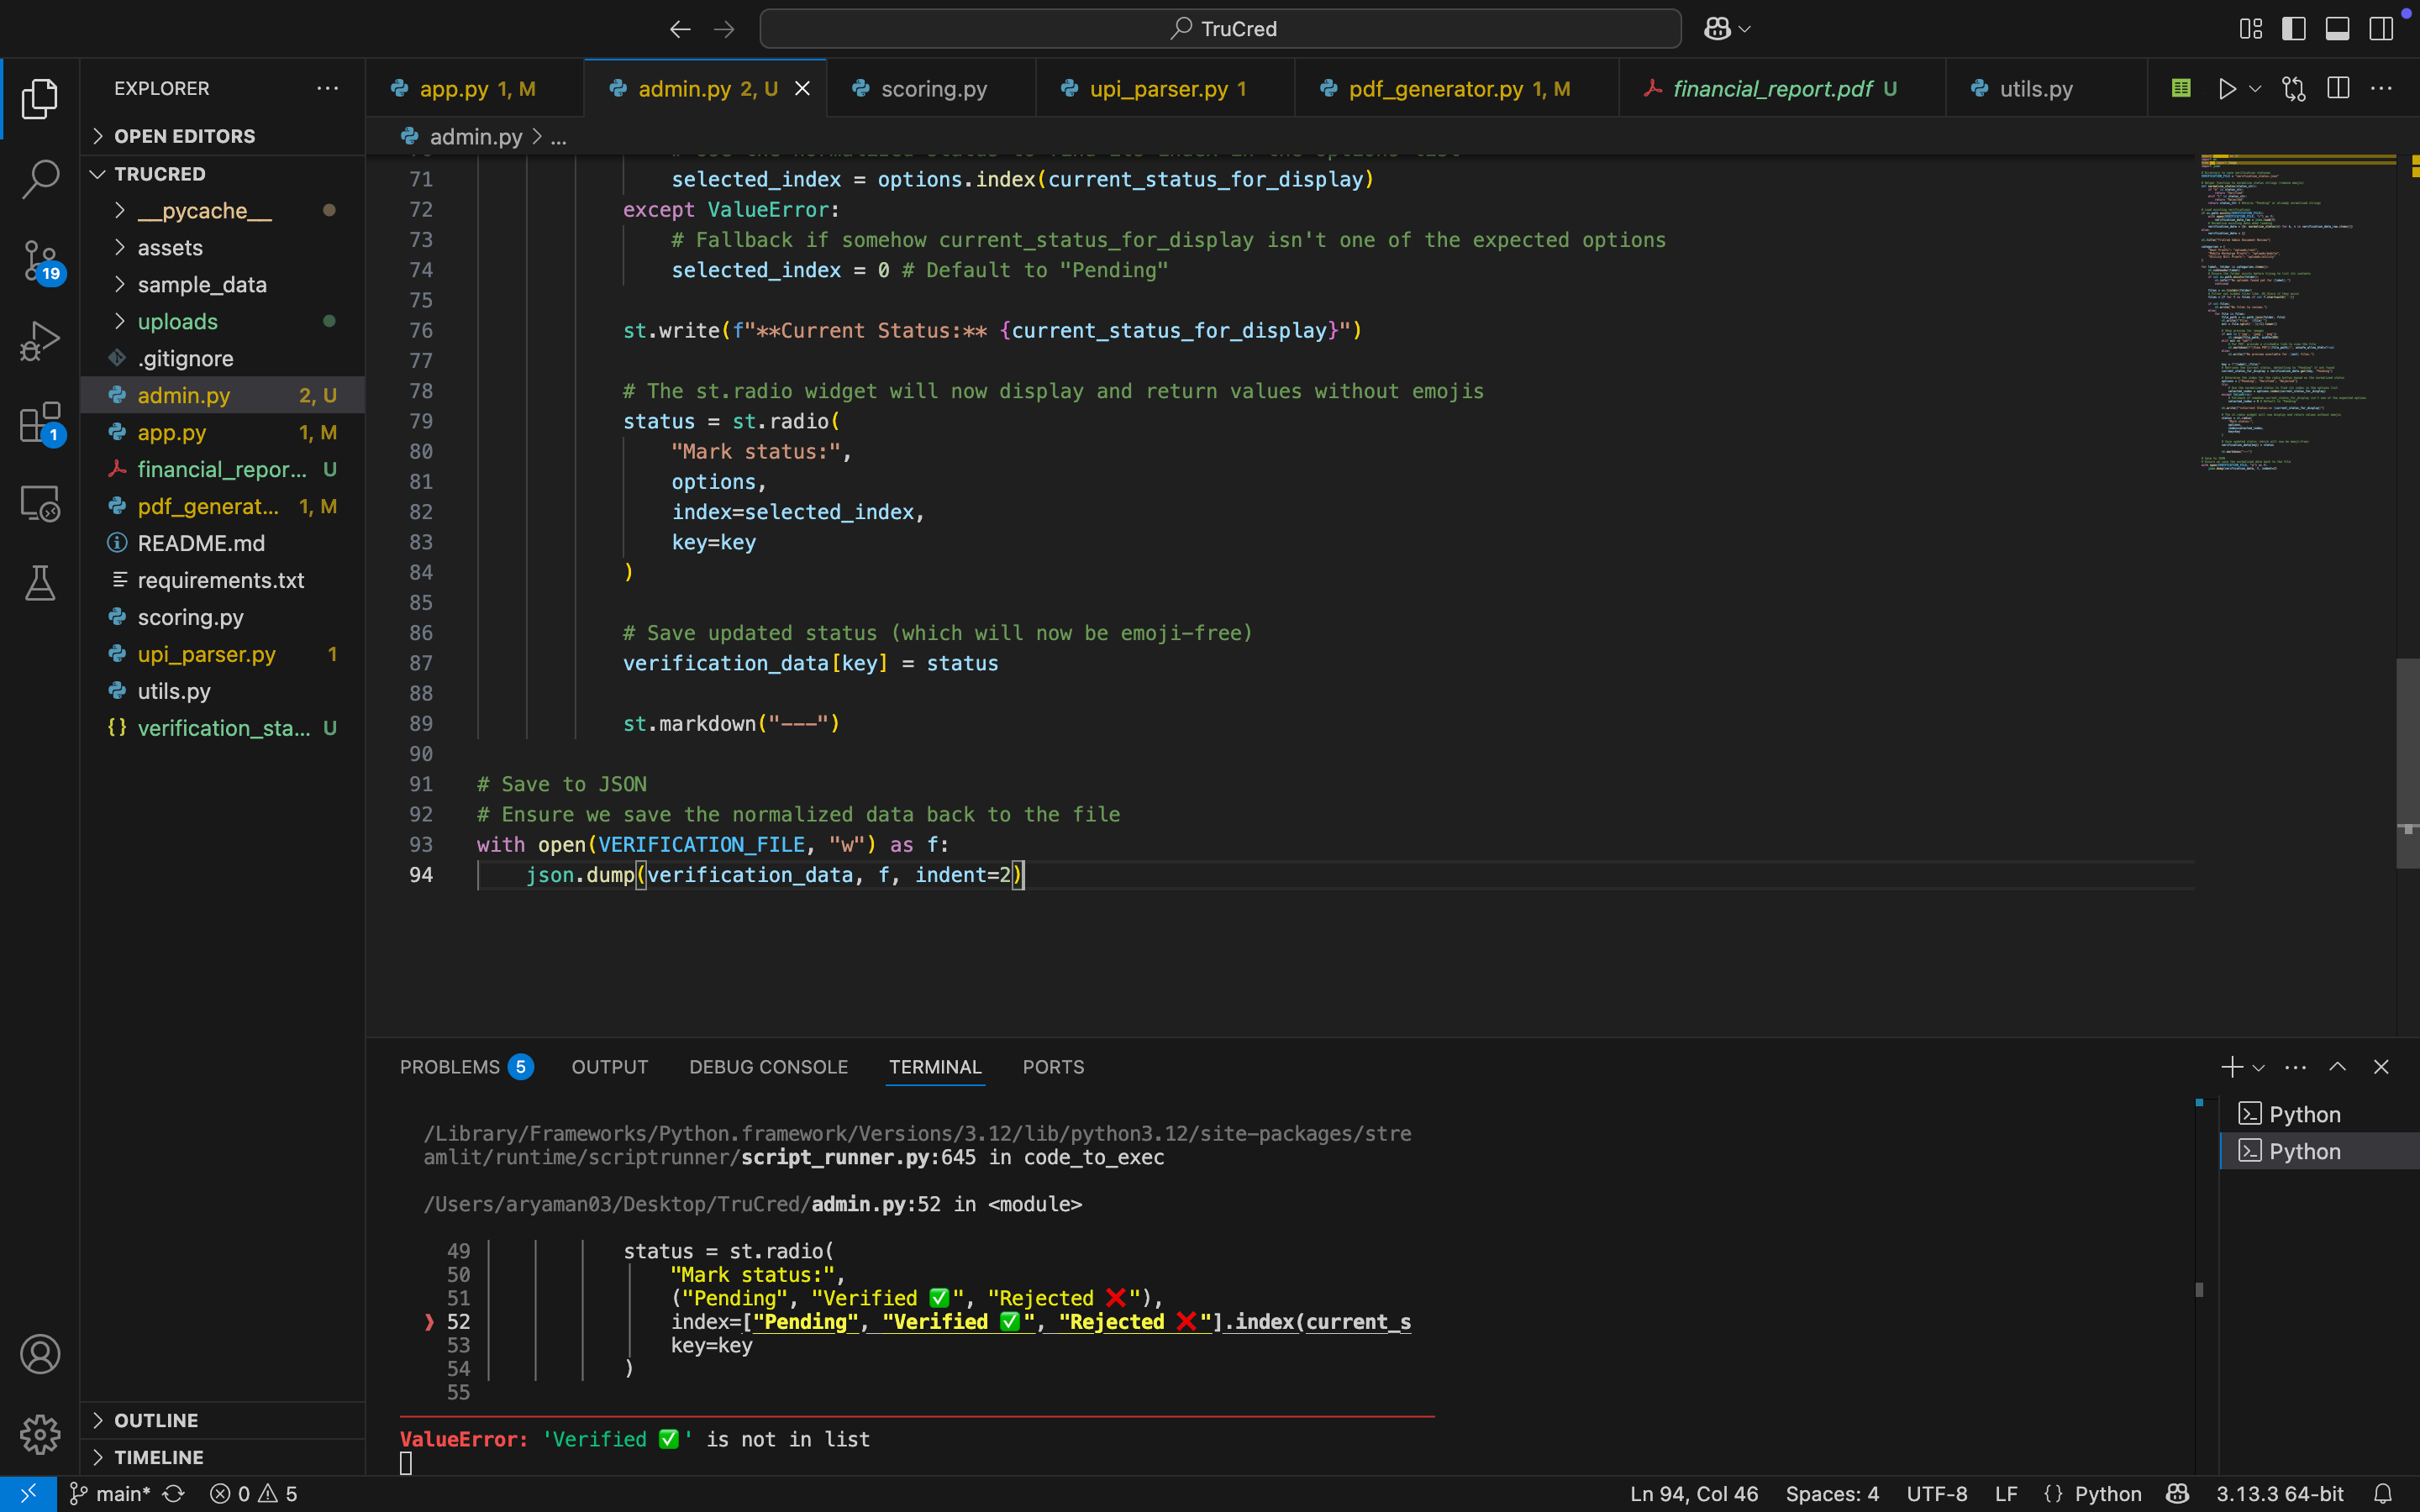 TruCred
EXPLORER
OPEN EDITORS
TRUCRED
__pycache__
assets
sample_data
uploads
.gitignore
admin.py 2, U
app.py 1, M
financial_repor... U
pdf_generat... 1, M
README.md
requirements.txt
scoring.py
upi_parser.py 1
utils.py
{} verification_sta... U
OUTLINE
TIMELINE
19
1
app.py 1, M
admin.py 2, U
scoring.py
upi_parser.py 1
pdf_generator.py 1, M
financial_report.pdf U
utils.py
admin.py > ...
71 selected_index = options.index(current_status_for_display)
72 except ValueError:
73 # Fallback if somehow current_status_for_display isn't one of the expected options
74 selected_index = 0 # Default to "Pending"
75
76 st.write(f"**Current Status:** {current_status_for_display}")
77
78 # The st.radio widget will now display and return values without emojis
79 status = st.radio(
80 "Mark status:",
81 options,
82 index=selected_index,
83 key=key
84 )
85
86 # Save updated status (which will now be emoji-free)
87 verification_data[key] = status
88
89 st.markdown("---")
90
91 # Save to JSON
92 # Ensure we save the normalized data back to the file
93 with open(VERIFICATION_FILE, "w") as f:
94 json.dump(verification_data, f, indent=2)
PROBLEMS 5 OUTPUT DEBUG CONSOLE TERMINAL PORTS
/Library/Frameworks/Python.framework/Versions/3.12/lib/python3.12/site-packages/stre
amlit/runtime/scriptrunner/script_runner.py:645 in code_to_exec
/Users/aryaman03/Desktop/TruCred/admin.py:52 in <module>
49 status = st.radio(
50 "Mark status:",
51 ("Pending", "Verified ✅", "Rejected ❌"),
❱ 52 index=["Pending", "Verified ✅", "Rejected ❌"].index(current_s
53 key=key
54 )
55
ValueError: 'Verified ✅' is not in list
Python
Python
main* 0 5
Ln 94, Col 46 Spaces: 4 UTF-8 LF {} Python 3.13.3 64-bit